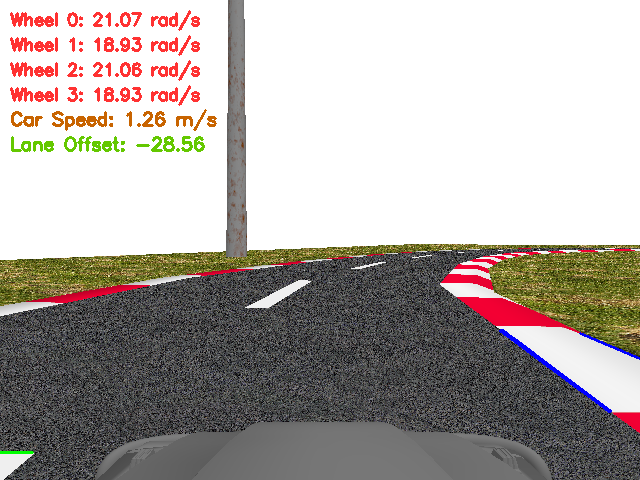 Wheel 0: 21.07 rad/s
Wheel 1: 18.93 rad/s
Wheel 2: 21.06 rad/s
Wheel 3: 18.93 rad/s
Car Speed: 1.26 m/s
Lane Offset: -28.56